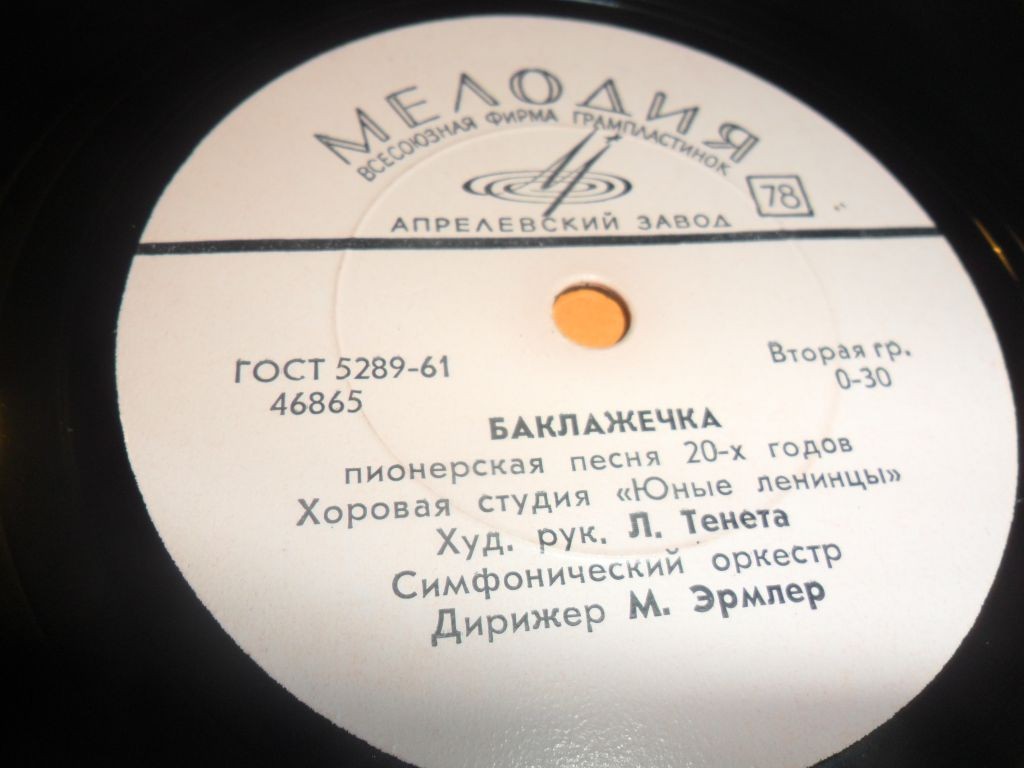 МЕЛОДИЯ
ВСЕСОЮЗНАЯ ФИРМА ГРАМПЛАСТИНОК
АПРЕЛЕВСКИЙ ЗАВОД
78
ГОСТ 5289-61
46865
Вторая гр.
0-30
БАКЛАЖЕЧКА
пионерская песня 20-х годов
Хоровая студия «Юные ленинцы»
Худ. рук. Л. Тенета
Симфонический оркестр
Дирижер М. Эрмлер